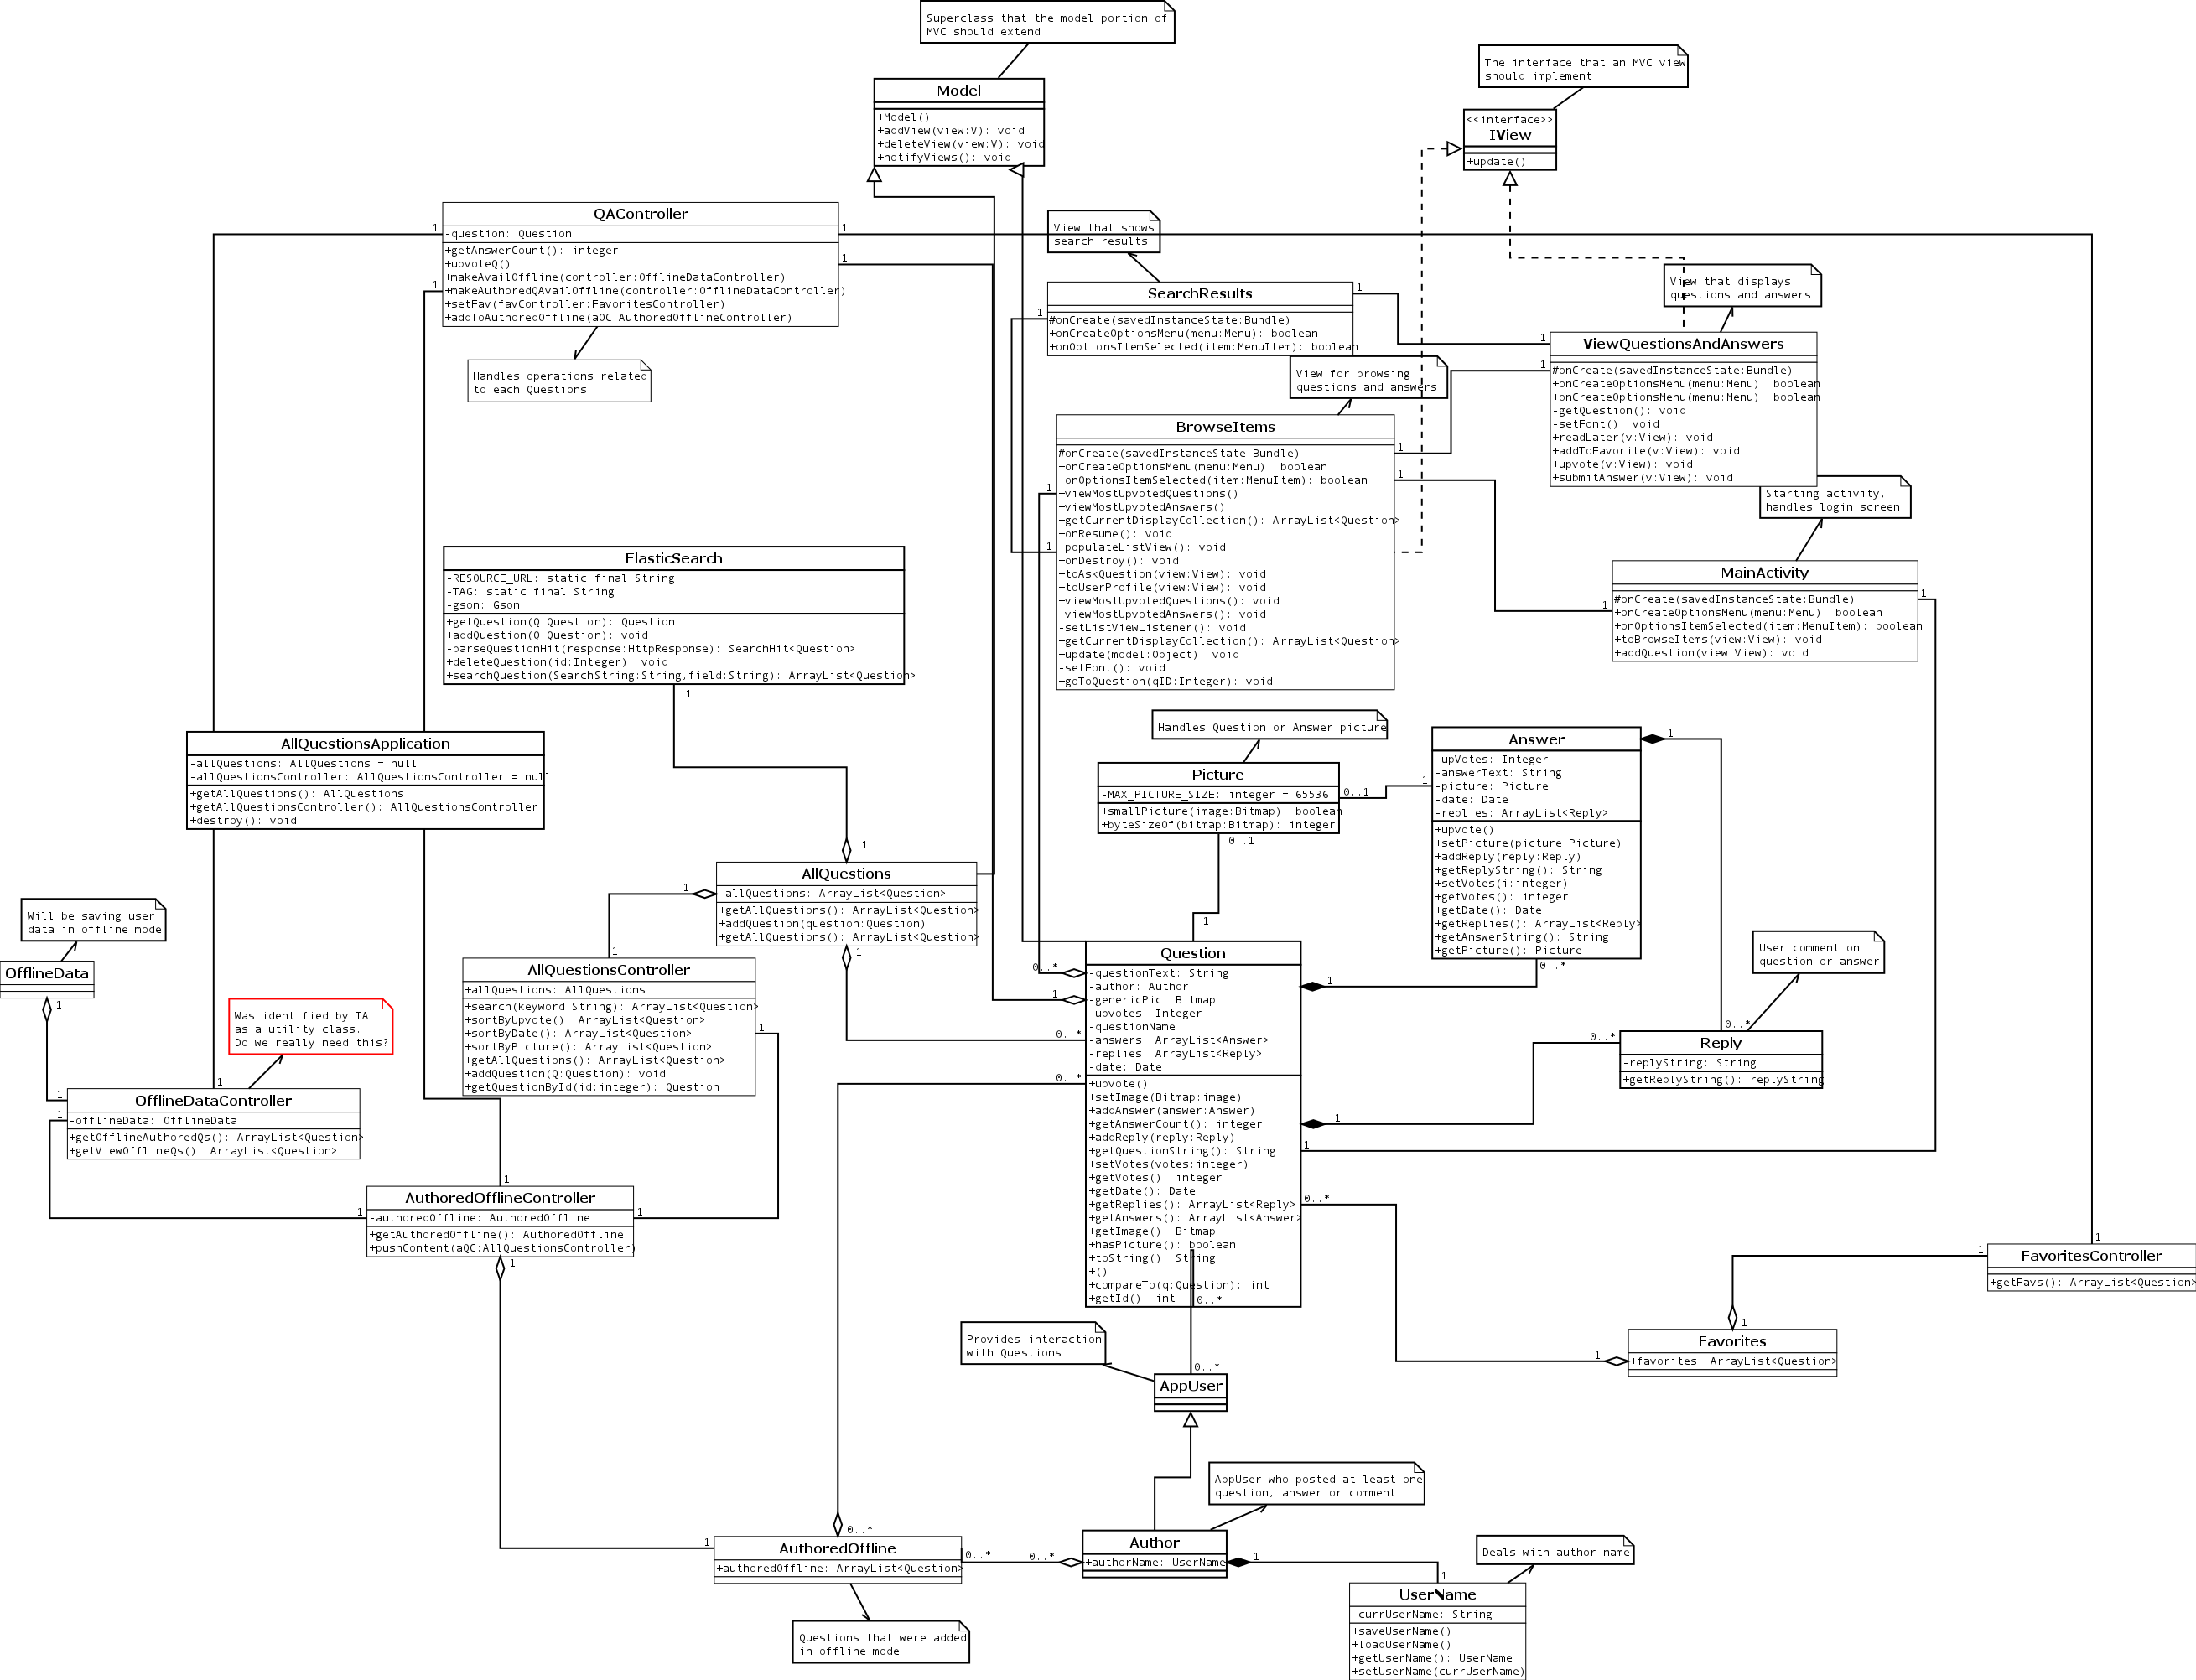 Superclass that the model portion of
MVC should extend
Model
+Model()
+addView(view:V): void
+deleteView(view:V): void
+notifyViews(): void
The interface that an MVC view
should implement
<<interface>>
IView
+update()
QAController
-question: Question
+getAnswerCount(): integer
+upvoteQ()
+makeAvailOffline(controller:OfflineDataController)
+makeAuthoredQAvailOffline(controller:OfflineDataController)
+setFav(favController:FavoritesController)
+addToAuthoredOffline(aOC:AuthoredOfflineController)
1
1
1
1
1
Handles operations related
to each Questions
View that shows
search results
SearchResults
#onCreate(savedInstanceState:Bundle)
+onCreateOptionsMenu(menu:Menu): boolean
+onOptionsItemSelected(item:MenuItem): boolean
1
1
View that displays
questions and answers
ViewQuestionsAndAnswers
#onCreate(savedInstanceState:Bundle)
+onCreateOptionsMenu(menu:Menu): boolean
+onCreateOptionsMenu(menu:Menu): boolean
-getQuestion(): void
-setFont(): void
+readLater(v:View): void
+addToFavorite(v:View): void
+upvote(v:View): void
+submitAnswer(v:View): void
1
1
View for browsing
questions and answers
BrowseItems
#onCreate(savedInstanceState:Bundle)
+onCreateOptionsMenu(menu:Menu): boolean
+onOptionsItemSelected(item:MenuItem): boolean
+viewMostUpvotedQuestions()
+viewMostUpvotedAnswers()
+getCurrentDisplayCollection(): ArrayList<Question>
+onResume(): void
+populateListView(): void
+onDestroy(): void
+toAskQuestion(view:View): void
+toUserProfile(view:View): void
+viewMostUpvotedQuestions(): void
+viewMostUpvotedAnswers(): void
-setListViewListener(): void
+getCurrentDisplayCollection(): ArrayList<Question>
+update(model:Object): void
-setFont(): void
+goToQuestion(qID:Integer): void
1
1
1
1
Starting activity,
handles login screen
MainActivity
#onCreate(savedInstanceState:Bundle)
+onCreateOptionsMenu(menu:Menu): boolean
+onOptionsItemSelected(item:MenuItem): boolean
+toBrowseItems(view:View): void
+addQuestion(view:View): void
1
1
ElasticSearch
-RESOURCE_URL: static final String
-TAG: static final String
-gson: Gson
+getQuestion(Q:Question): Question
+addQuestion(Q:Question): void
-parseQuestionHit(response:HttpResponse): SearchHit<Question>
+deleteQuestion(id:Integer): void
+searchQuestion(SearchString:String,field:String): ArrayList<Question>
1
AllQuestionsApplication
-allQuestions: AllQuestions = null
-allQuestionsController: AllQuestionsController = null
+getAllQuestions(): AllQuestions
+getAllQuestionsController(): AllQuestionsController
+destroy(): void
Handles Question or Answer picture
Picture
-MAX_PICTURE_SIZE: integer = 65536
+smallPicture(image:Bitmap): boolean
+byteSizeOf(bitmap:Bitmap): integer
0..1
0..1
Answer
-upVotes: Integer
-answerText: String
-picture: Picture
-date: Date
-replies: ArrayList<Reply>
+upvote()
+setPicture(picture:Picture)
+addReply(reply:Reply)
+getReplyString(): String
+setVotes(i:integer)
+getVotes(): integer
+getDate(): Date
+getReplies(): ArrayList<Reply>
+getAnswerString(): String
+getPicture(): Picture
1
1
0..*
AllQuestions
-allQuestions: ArrayList<Question>
+getAllQuestions(): ArrayList<Question>
+addQuestion(question:Question)
+getAllQuestions(): ArrayList<Question>
1
1
1
Will be saving user
data in offline mode
OfflineData
1
Was identified by TA
as a utility class.
Do we really need this?
AllQuestionsController
+allQuestions: AllQuestions
+search(keyword:String): ArrayList<Question>
+sortByUpvote(): ArrayList<Question>
+sortByDate(): ArrayList<Question>
+sortByPicture(): ArrayList<Question>
+getAllQuestions(): ArrayList<Question>
+addQuestion(Q:Question): void
+getQuestionById(id:integer): Question
1
1
Question
-questionText: String
-author: Author
-genericPic: Bitmap
-upvotes: Integer
-questionName
-answers: ArrayList<Answer>
-replies: ArrayList<Reply>
-date: Date
+upvote()
+setImage(Bitmap:image)
+addAnswer(answer:Answer)
+getAnswerCount(): integer
+addReply(reply:Reply)
+getQuestionString(): String
+setVotes(votes:integer)
+getVotes(): integer
+getDate(): Date
+getReplies(): ArrayList<Reply>
+getAnswers(): ArrayList<Answer>
+getImage(): Bitmap
+hasPicture(): boolean
+toString(): String
+()
+compareTo(q:Question): int
+getId(): int
1
0..*
1
0..*
0..*
1
1
1
0..*
0..*
User comment on
question or answer
Reply
-replyString: String
+getReplyString(): replyString
0..*
0..*
OfflineDataController
-offlineData: OfflineData
+getOfflineAuthoredQs(): ArrayList<Question>
+getViewOfflineQs(): ArrayList<Question>
1
1
1
AuthoredOfflineController
-authoredOffline: AuthoredOffline
+getAuthoredOffline(): AuthoredOffline
+pushContent(aQC:AllQuestionsController)
1
1
1
1
FavoritesController
+getFavs(): ArrayList<Question>
1
1
Favorites
+favorites: ArrayList<Question>
1
1
Provides interaction
with Questions
AppUser
0..*
AppUser who posted at least one
question, answer or comment
Author
+authorName: UserName
0..*
1
AuthoredOffline
+authoredOffline: ArrayList<Question>
1
0..*
0..*
Questions that were added
in offline mode
Deals with author name
UserName
-currUserName: String
+saveUserName()
+loadUserName()
+getUserName(): UserName
+setUserName(currUserName)
1